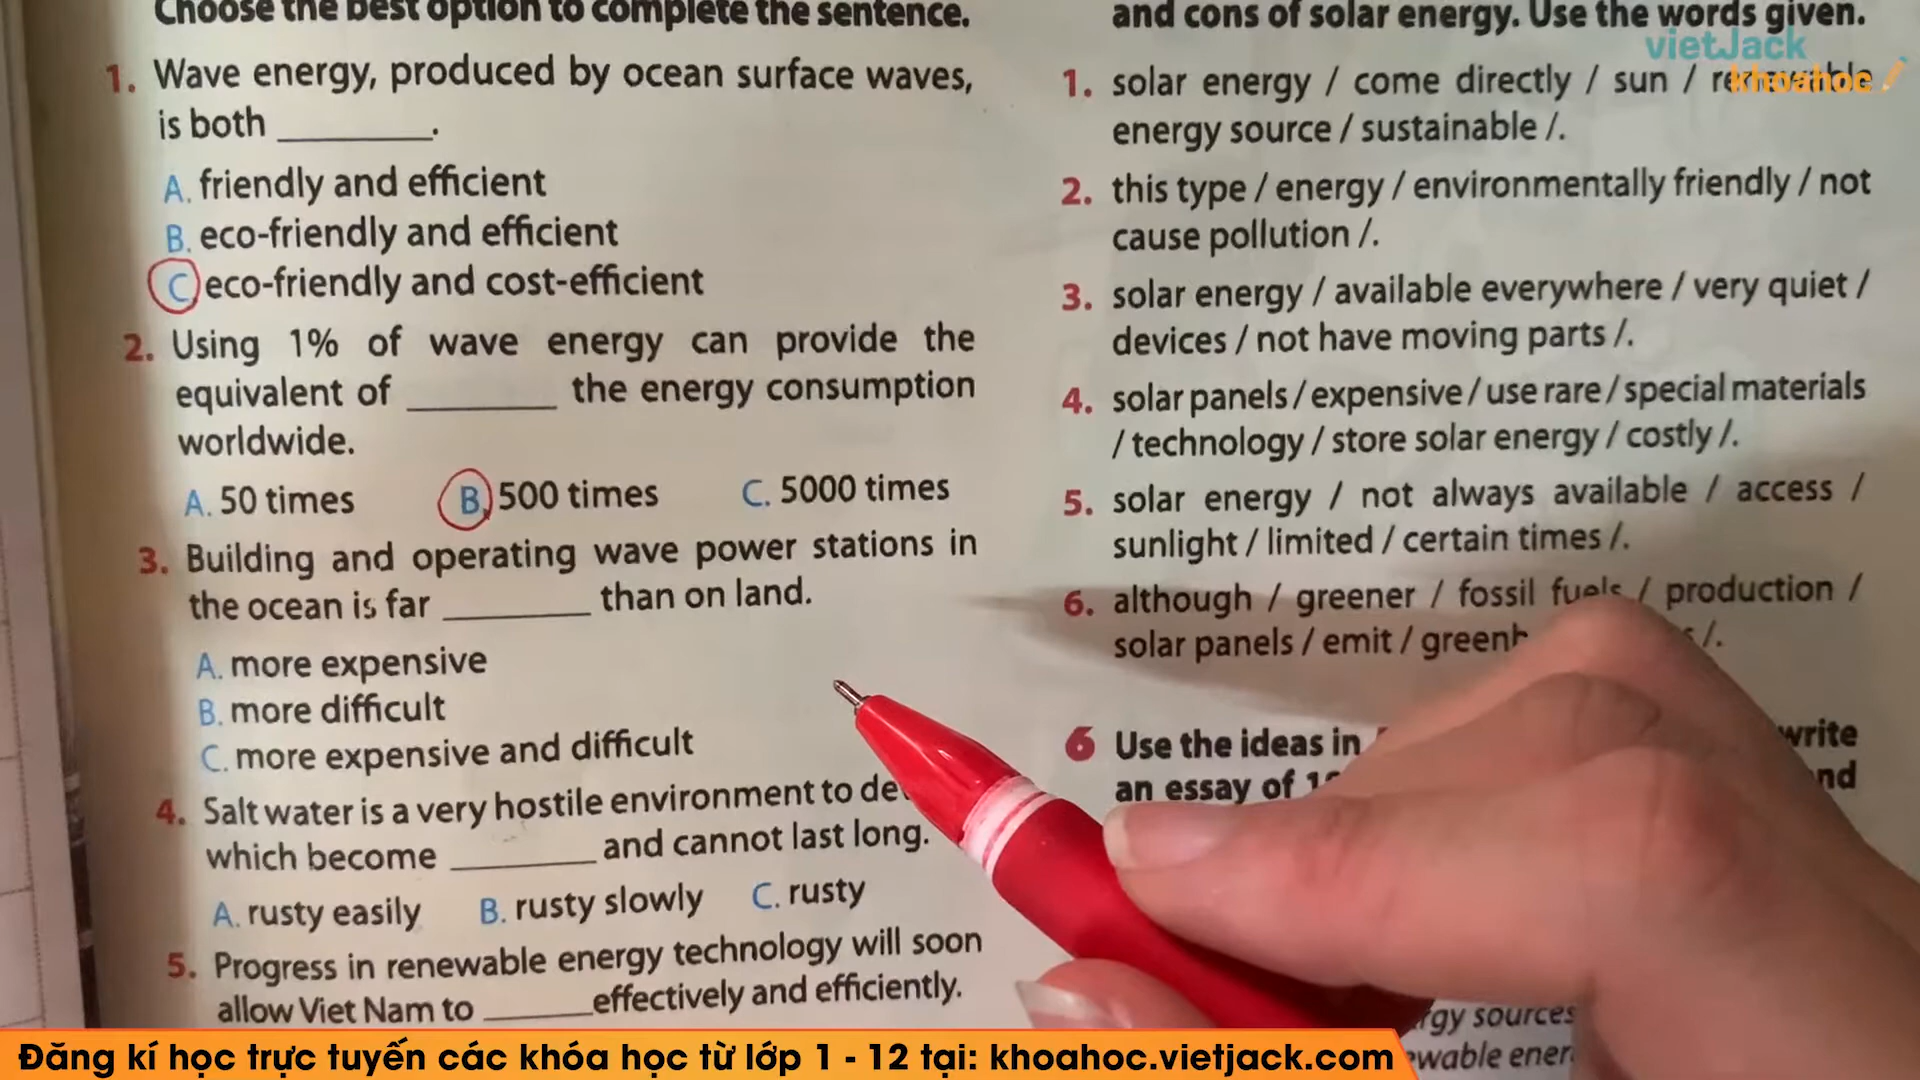 Choose the best option to complete the sentence.
1. Wave energy, produced by ocean surface waves,
is both ________.
A. friendly and efficient
B. eco-friendly and efficient
C. eco-friendly and cost-efficient
2. Using 1% of wave energy can provide the
equivalent of ________ the energy consumption
worldwide.
A. 50 times B. 500 times C. 5000 times
3. Building and operating wave power stations in
the ocean is far ________ than on land.
A. more expensive
B. more difficult
C. more expensive and difficult
4. Salt water is a very hostile environment to
which become ________ and cannot last long.
A. rusty easily B. rusty slowly C. rusty
5. Progress in renewable energy technology will soon
allow Viet Nam to ______effectively and efficiently.
and cons of solar energy. Use the words given.
vietJack
khoahoc
1. solar energy / come directly / sun / renewable
energy source / sustainable /.
2. this type / energy / environmentally friendly / not
cause pollution /.
3. solar energy / available everywhere / very quiet /
devices / not have moving parts /.
4. solar panels / expensive / use rare / special materials
/ technology / store solar energy / costly /.
5. solar energy / not always available / access /
sunlight / limited / certain times /.
6. although / greener / fossil fuels / production /
solar panels / emit / /.
6 Use the ideas in write
an essay of
sources
Đăng kí học trực tuyến các khóa học từ lớp 1 - 12 tại: khoahoc.vietjack.com